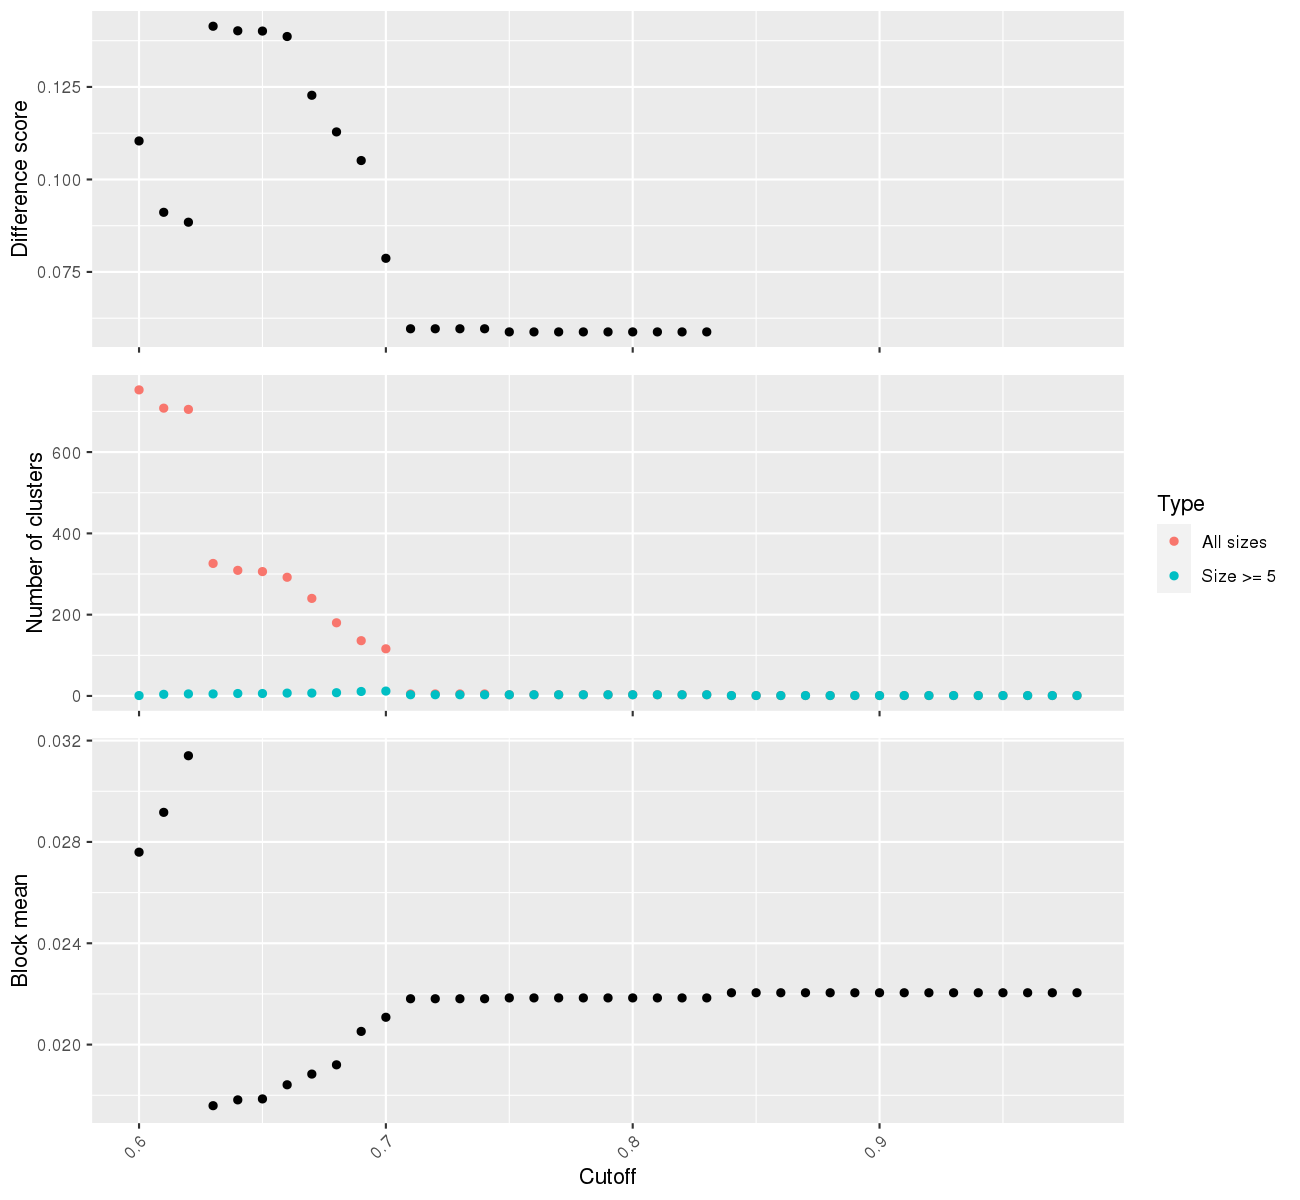 Difference score
0.125
0.100
0.075
Number of clusters
600
400
200
0
Type
All sizes
Size >= 5
Block mean
0.032
0.028
0.024
0.020
0.6
0.7
0.8
0.9
Cutoff